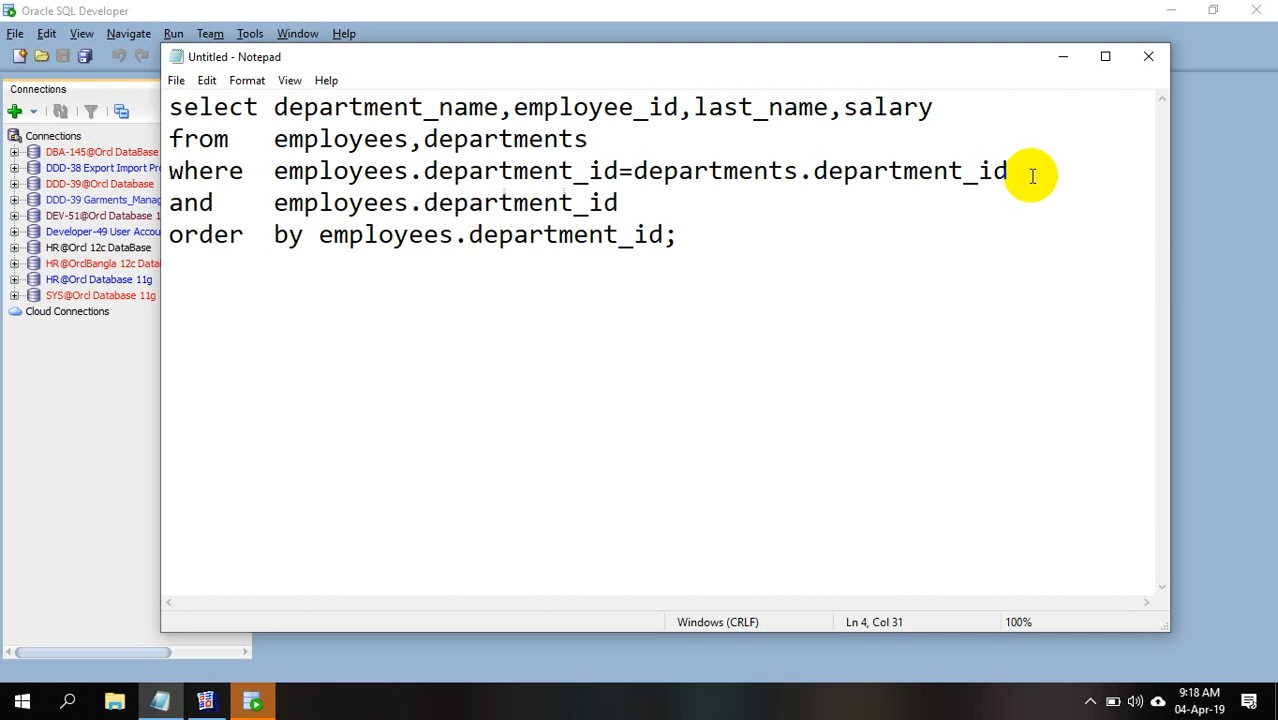 Oracle SQL Developer
File Edit View Navigate Run Team Tools Window Help
Connections
Connections
DBA-145@Orcl DataBase
DDD-38 Export Import Pro
DDD-39@Orcl Database
DDD-39 Garments_Manag
DEV-51@Orcl Database 1
Developer-49 User Accou
HR@Orcl 12c DataBase
HR@OrclBangla 12c Datab
HR@Orcl Database 11g
SYS@Orcl Database 11g
Cloud Connections
Untitled - Notepad
File Edit Format View Help
select department_name,employee_id,last_name,salary
from employees,departments
where employees.department_id=departments.department_id
and employees.department_id
order by employees.department_id;
Windows (CRLF) Ln 4, Col 31 100%
9:18 AM
04-Apr-19